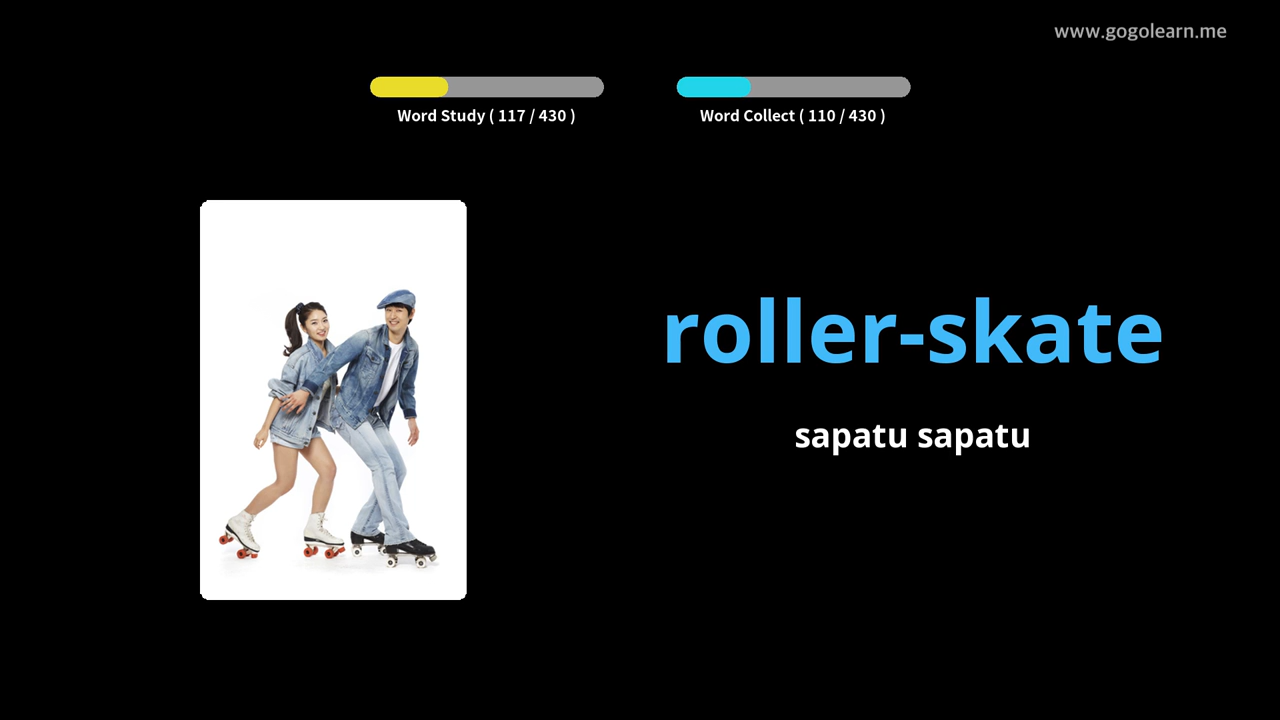 www.gogolearn.me
Word Study ( 117 / 430 )
Word Collect ( 110 / 430 )
roller-skate
sapatu sapatu